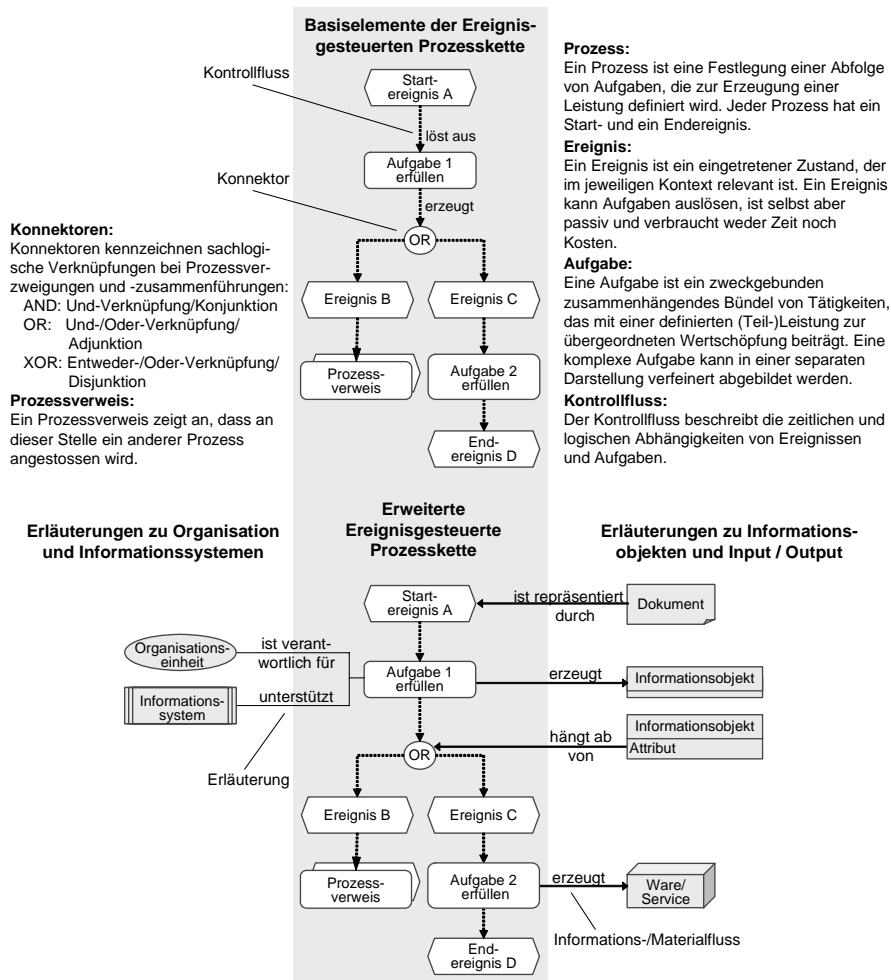 Basiselemente der Ereignis-
gesteuerten Prozesskette
Kontrollfluss
Start-
ereignis A
löst aus
Aufgabe 1
erfüllen
Konnektor
erzeugt
OR
Ereignis B
Ereignis C
Prozess-
verweis
Aufgabe 2
erfüllen
End-
ereignis D
Konnektoren:
Konnektoren kennzeichnen sachlog-
ische Verknüpfungen bei Prozessver-
zweigungen und -zusammenführungen:
AND: Und-Verknüpfung/Konjunktion
OR: Und-/Oder-Verknüpfung/
Adjunktion
XOR: Entweder-/Oder-Verknüpfung/
Disjunktion
Prozessverweis:
Ein Prozessverweis zeigt an, dass an
dieser Stelle ein anderer Prozess
angestossen wird.
Prozess:
Ein Prozess ist eine Festlegung einer Abfolge
von Aufgaben, die zur Erzeugung einer
Leistung definiert wird. Jeder Prozess hat ein
Start- und ein Endereignis.
Ereignis:
Ein Ereignis ist ein eingetretener Zustand, der
im jeweiligen Kontext relevant ist. Ein Ereignis
kann Aufgaben auslösen, ist selbst aber
passiv und verbraucht weder Zeit noch
Kosten.
Aufgabe:
Eine Aufgabe ist ein zweckgebunden
zusammenhängendes Bündel von Tätigkeiten,
das mit einer definierten (Teil-)Leistung zur
übergeordneten Wertschöpfung beiträgt. Eine
komplexe Aufgabe kann in einer separaten
Darstellung verfeinert abgebildet werden.
Kontrollfluss:
Der Kontrollfluss beschreibt die zeitlichen und
logischen Abhängigkeiten von Ereignissen
und Aufgaben.
Erläuterungen zu Organisation
und Informationssystemen
Erweiterte
Ereignisgesteuerte
Prozesskette
Erläuterungen zu Informations-
objekten und Input / Output
Start-
ereignis A
ist repräsentiert
durch
Dokument
Organisations-
einheit
ist verant-
wortlich für
Aufgabe 1
erfüllen
erzeugt
Informationsobjekt
Informations-
system
unterstützt
Erläuterung
OR
hängt ab
von
Informationsobjekt
Attribut
Ereignis B
Ereignis C
Prozess-
verweis
Aufgabe 2
erfüllen
erzeugt
Ware/
Service
End-
ereignis D
Informations-/Materialfluss